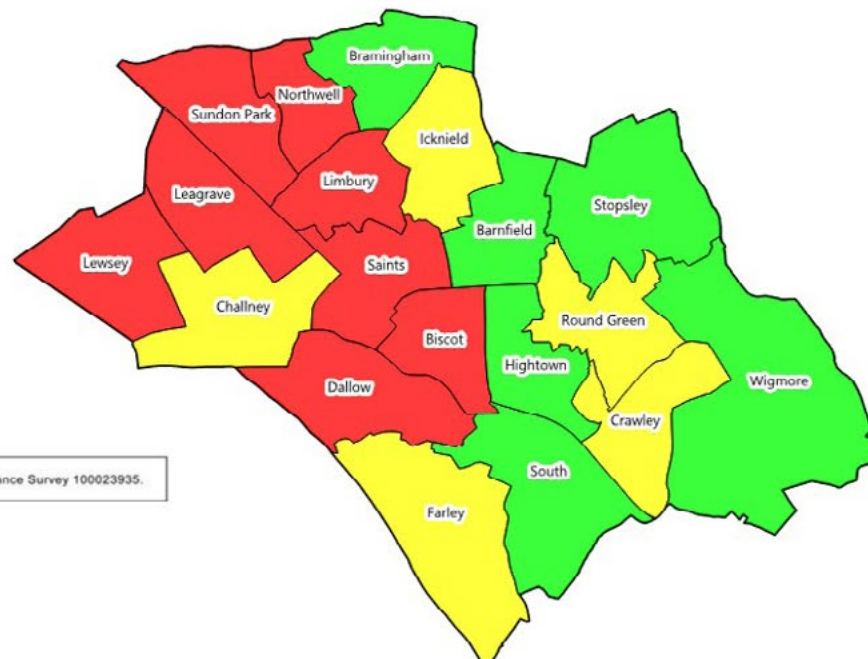 Bramingham
Northwell
Sundon Park
Icknield
Limbury
Leagrave
Stopsley
Barnfield
Lewsey
Saints
Challney
Round Green
Biscot
Hightown
Wigmore
Dallow
Crawley
South
nce Survey 100023935.
Farley